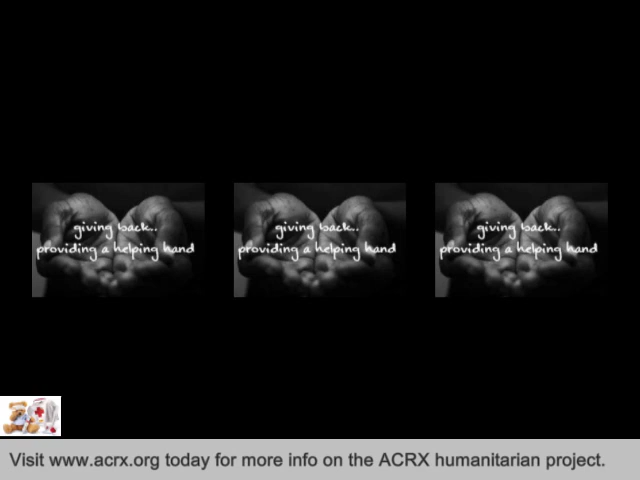 giving back..
providing a helping hand
giving back..
providing a helping hand
giving back..
providing a helping hand
Visit www.acrx.org today for more info on the ACRX humanitarian project.